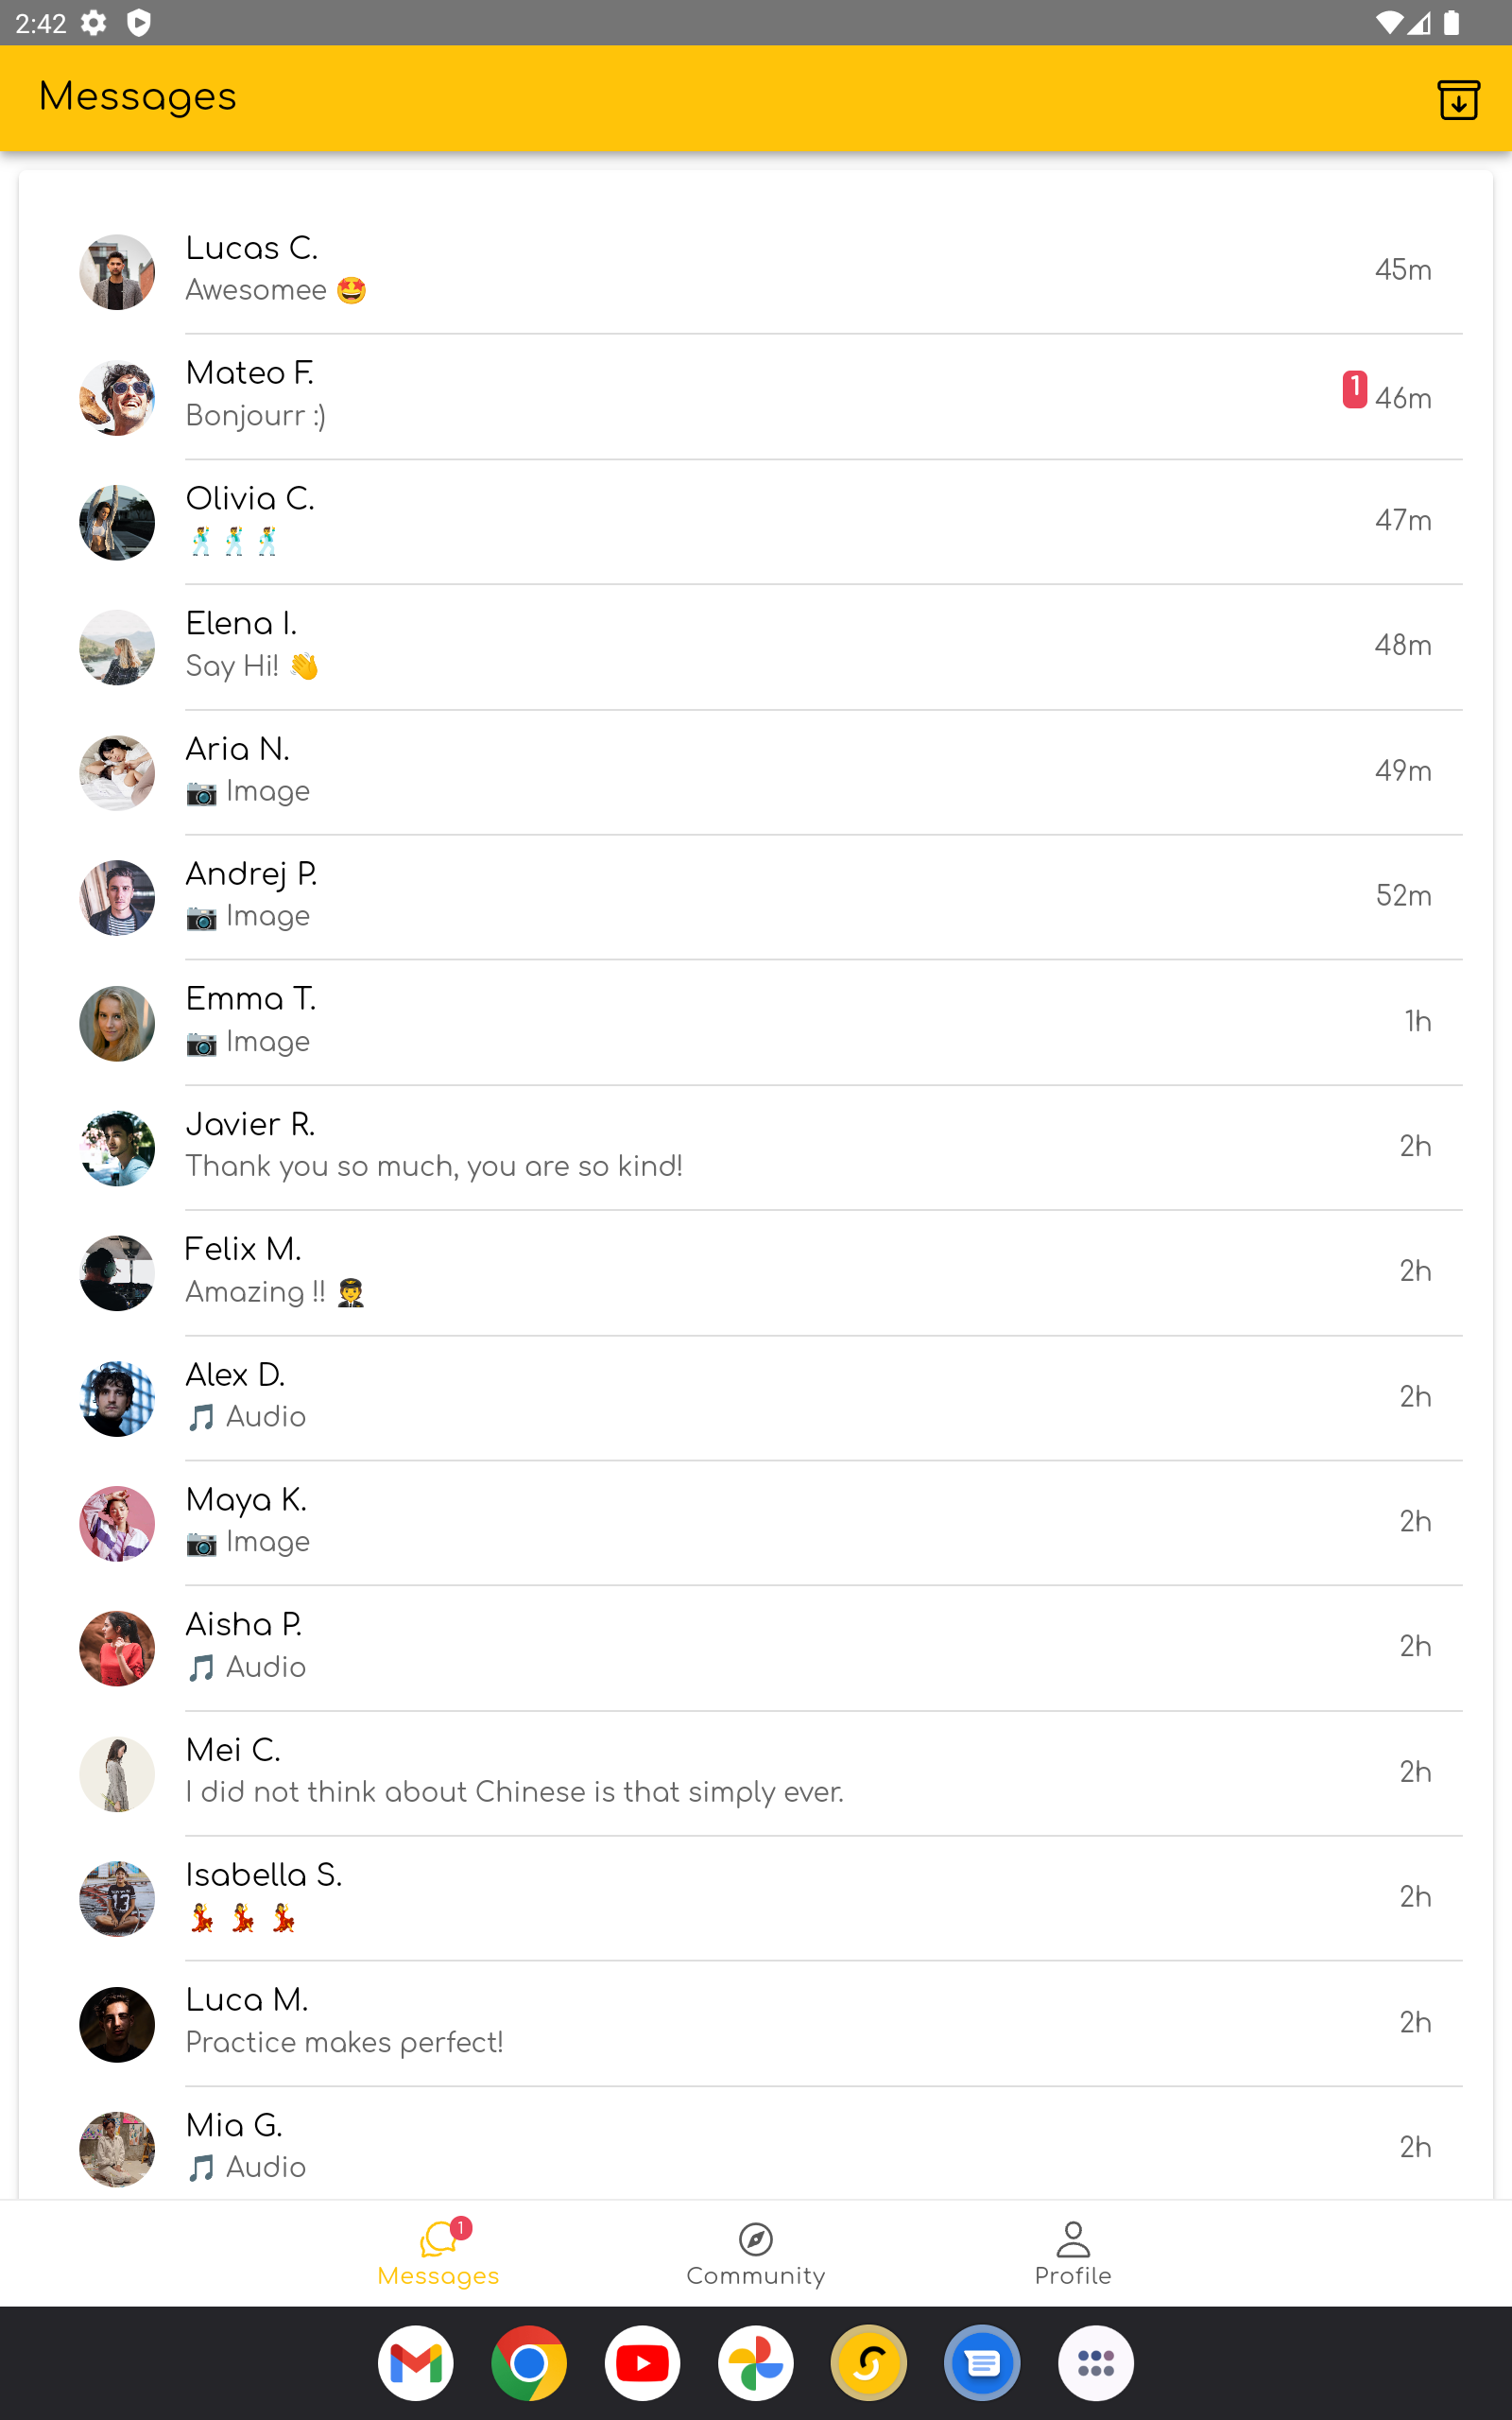 2:42
Messages
Lucas C.
Awesomee 🤩
45m
Mateo F.
Bonjourr :)
1
46m
Olivia C.
🕺🕺🕺
47m
Elena I.
Say Hi! 👋
48m
Aria N.
📷 Image
49m
Andrej P.
📷 Image
52m
Emma T.
📷 Image
1h
Javier R.
Thank you so much, you are so kind!
2h
Felix M.
Amazing !! 🧑‍✈️
2h
Alex D.
🎵 Audio
2h
Maya K.
📷 Image
2h
Aisha P.
🎵 Audio
2h
Mei C.
I did not think about Chinese is that simply ever.
2h
Isabella S.
💃 💃 💃
2h
Luca M.
Practice makes perfect!
2h
Mia G.
🎵 Audio
2h
1
Messages
Community
Profile